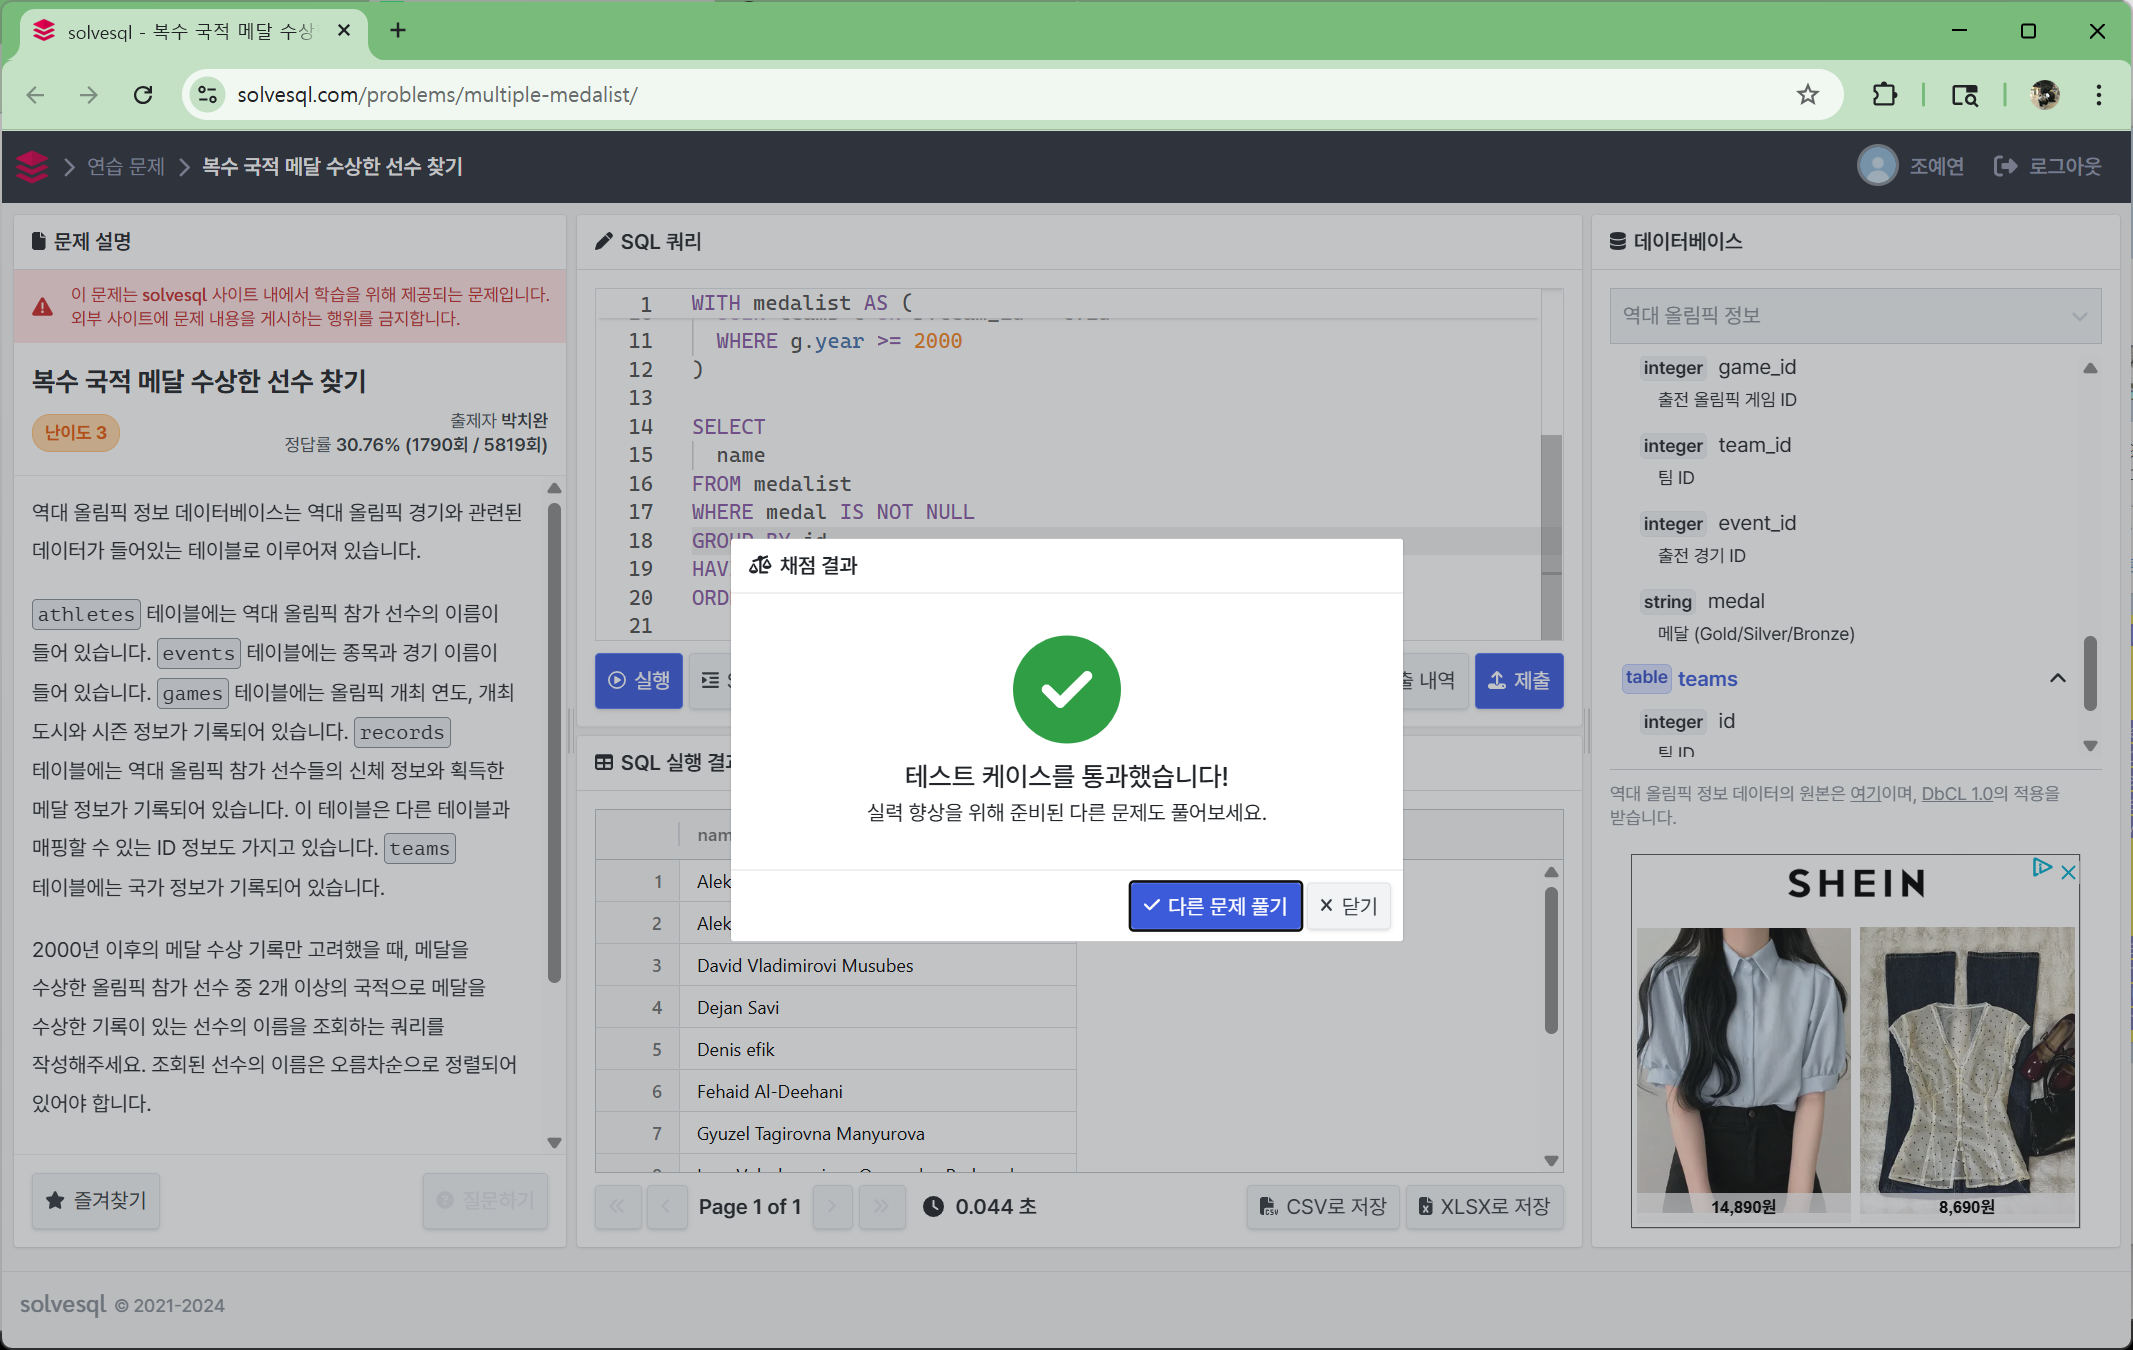 solvesql - 복수 국적 메달 수상
solvesql.com/problems/multiple-medalist/
연습 문제
복수 국적 메달 수상한 선수 찾기
조예연
로그아웃
문제 설명
이 문제는 solvesql 사이트 내에서 학습을 위해 제공되는 문제입니다.
외부 사이트에 문제 내용을 게시하는 행위를 금지합니다.
복수 국적 메달 수상한 선수 찾기
난이도 3
출제자 박치완
정답률 30.76% (1790회 / 5819회)
역대 올림픽 정보 데이터베이스는 역대 올림픽 경기와 관련된
데이터가 들어있는 테이블로 이루어져 있습니다.
athletes 테이블에는 역대 올림픽 참가 선수의 이름이
들어 있습니다. events 테이블에는 종목과 경기 이름이
들어 있습니다. games 테이블에는 올림픽 개최 연도, 개최
도시와 시즌 정보가 기록되어 있습니다. records
테이블에는 역대 올림픽 참가 선수들의 신체 정보와 획득한
메달 정보가 기록되어 있습니다. 이 테이블은 다른 테이블과
매핑할 수 있는 ID 정보도 가지고 있습니다. teams
테이블에는 국가 정보가 기록되어 있습니다.
2000년 이후의 메달 수상 기록만 고려했을 때, 메달을
수상한 올림픽 참가 선수 중 2개 이상의 국적으로 메달을
수상한 기록이 있는 선수의 이름을 조회하는 쿼리를
작성해주세요. 조회된 선수의 이름은 오름차순으로 정렬되어
있어야 합니다.
즐겨찾기
질문하기
SQL 쿼리
1 WITH medalist AS (
11 WHERE g.year >= 2000
12 )
13
14 SELECT
15 name
16 FROM medalist
17 WHERE medal IS NOT NULL
18 GROUP BY id
19 HAV
20 ORD
21
실행
내역
제출
SQL 실행 결과
nam
1 Alek
2 Alek
3 David Vladimirovi Musubes
4 Dejan Savi
5 Denis efik
6 Fehaid Al-Deehani
7 Gyuzel Tagirovna Manyurova
Page 1 of 1
0.044 초
CSV로 저장
XLSX로 저장
채점 결과
테스트 케이스를 통과했습니다!
실력 향상을 위해 준비된 다른 문제도 풀어보세요.
다른 문제 풀기
닫기
데이터베이스
역대 올림픽 정보
integer game_id
출전 올림픽 게임 ID
integer team_id
팀 ID
integer event_id
출전 경기 ID
string medal
메달 (Gold/Silver/Bronze)
table teams
integer id
팀 ID
역대 올림픽 정보 데이터의 원본은 여기이며, DbCL 1.0의 적용을
받습니다.
SHEIN
14,890원
8,690원
solvesql © 2021-2024